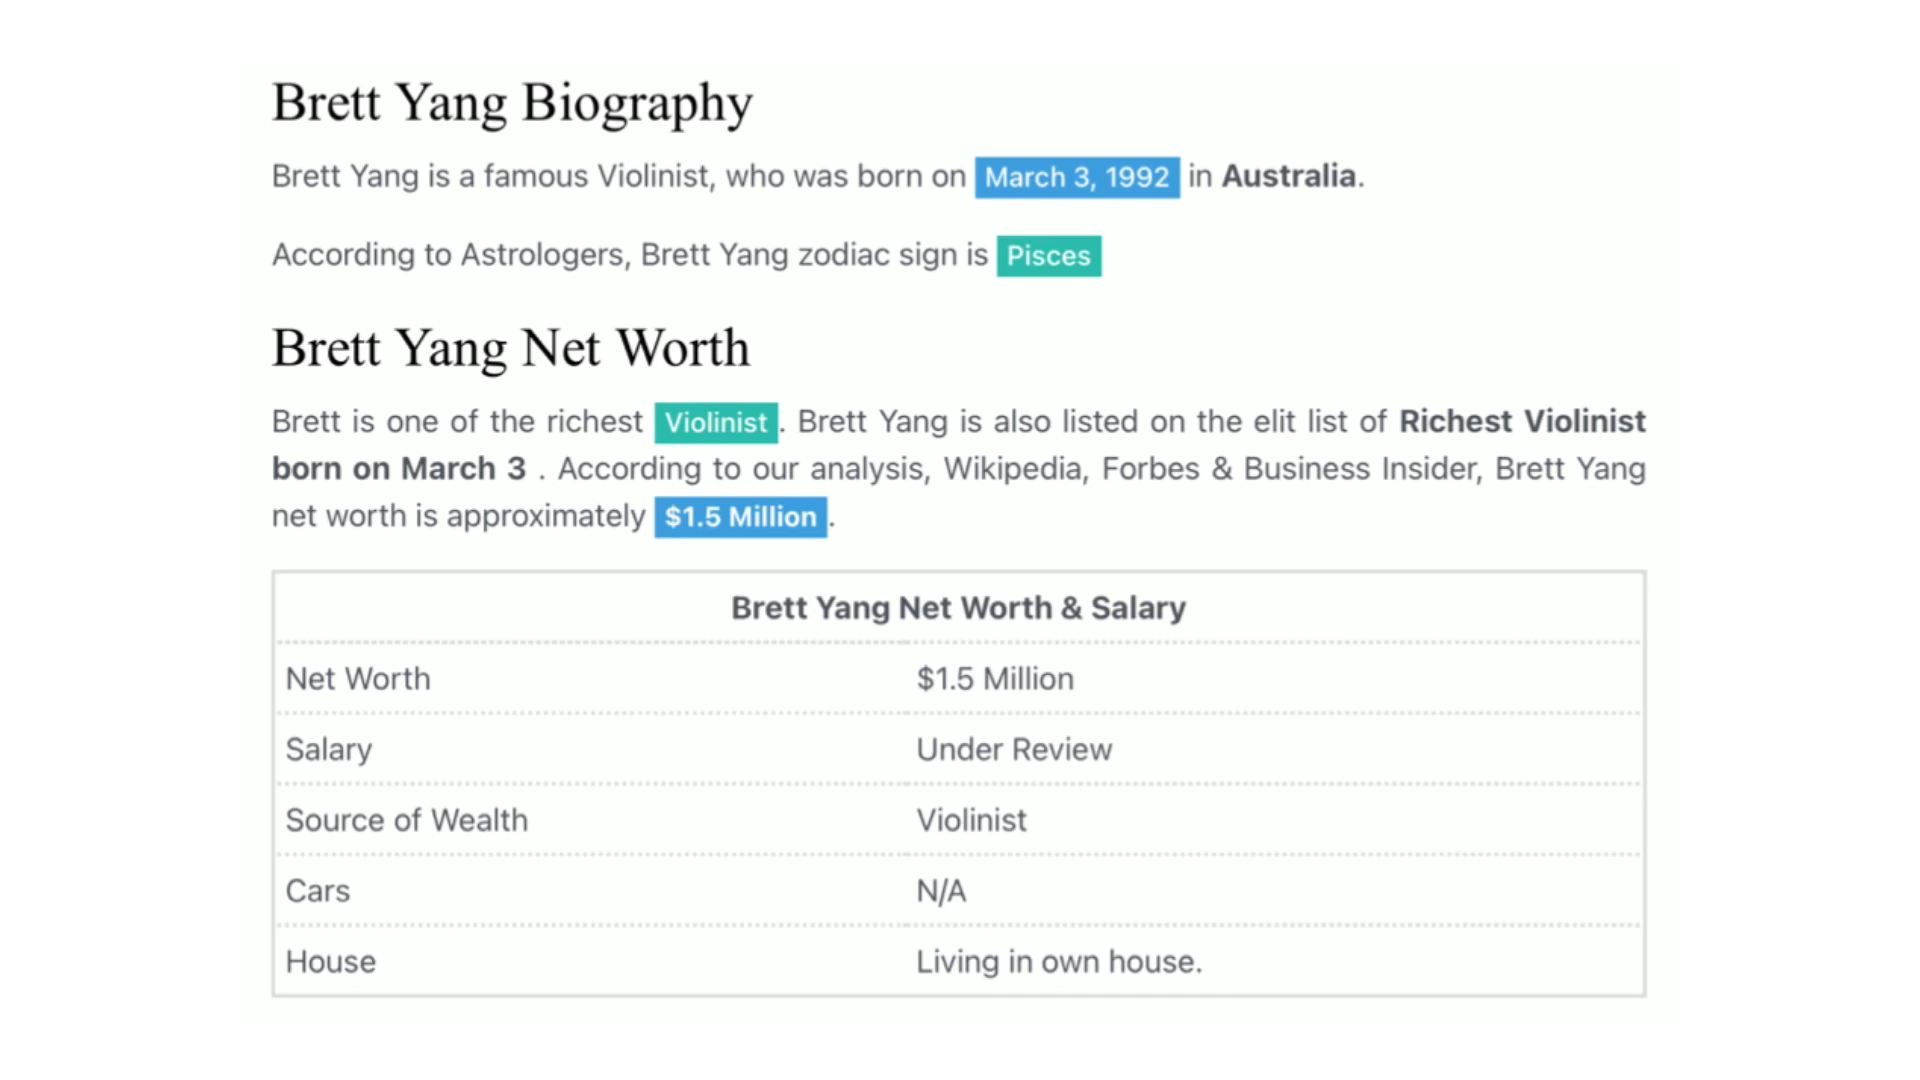 Brett Yang Biography
Brett Yang is a famous Violinist, who was born on March 3, 1992 in Australia.
According to Astrologers, Brett Yang zodiac sign is Pisces
Brett Yang Net Worth
Brett is one of the richest Violinist. Brett Yang is also listed on the elit list of Richest Violinist
born on March 3 . According to our analysis, Wikipedia, Forbes & Business Insider, Brett Yang
net worth is approximately $1.5 Million.
Brett Yang Net Worth & Salary
Net Worth $1.5 Million
Salary Under Review
Source of Wealth Violinist
Cars N/A
House Living in own house.